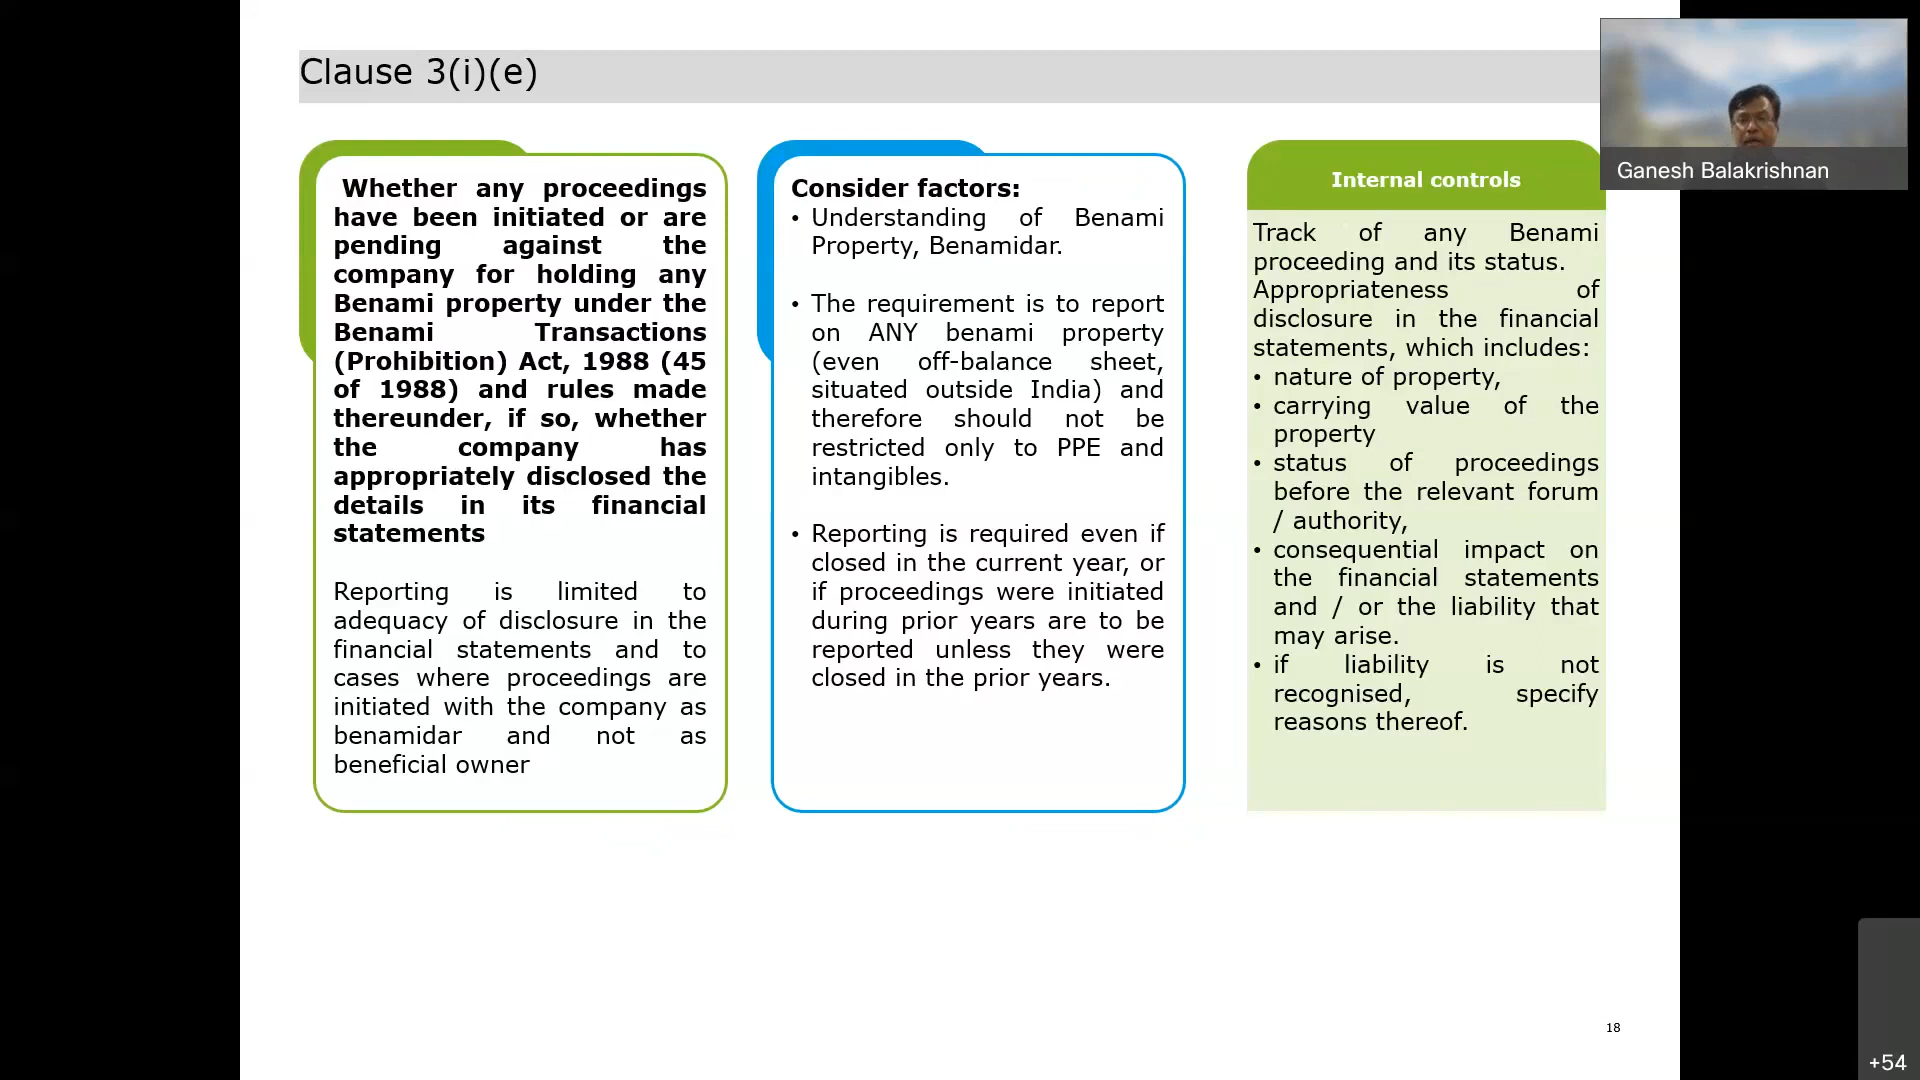 Clause 3(i)(e)
Whether any proceedings
have been initiated or are
pending against the
company for holding any
Benami property under the
Benami Transactions
(Prohibition) Act, 1988 (45
of 1988) and rules made
thereunder, if so, whether
the company has
appropriately disclosed the
details in its financial
statements
Reporting is limited to
adequacy of disclosure in the
financial statements and to
cases where proceedings are
initiated with the company as
benamidar and not as
beneficial owner
Consider factors:
• Understanding of Benami
Property, Benamidar.
• The requirement is to report
on ANY benami property
(even off-balance sheet,
situated outside India) and
therefore should not be
restricted only to PPE and
intangibles.
• Reporting is required even if
closed in the current year, or
if proceedings were initiated
during prior years are to be
reported unless they were
closed in the prior years.
Internal controls
Track of any Benami
proceeding and its status.
Appropriateness of
disclosure in the financial
statements, which includes:
• nature of property,
• carrying value of the
property
• status of proceedings
before the relevant forum
/ authority,
• consequential impact on
the financial statements
and / or the liability that
may arise.
• if liability is not
recognised, specify
reasons thereof.
Ganesh Balakrishnan
18
+54